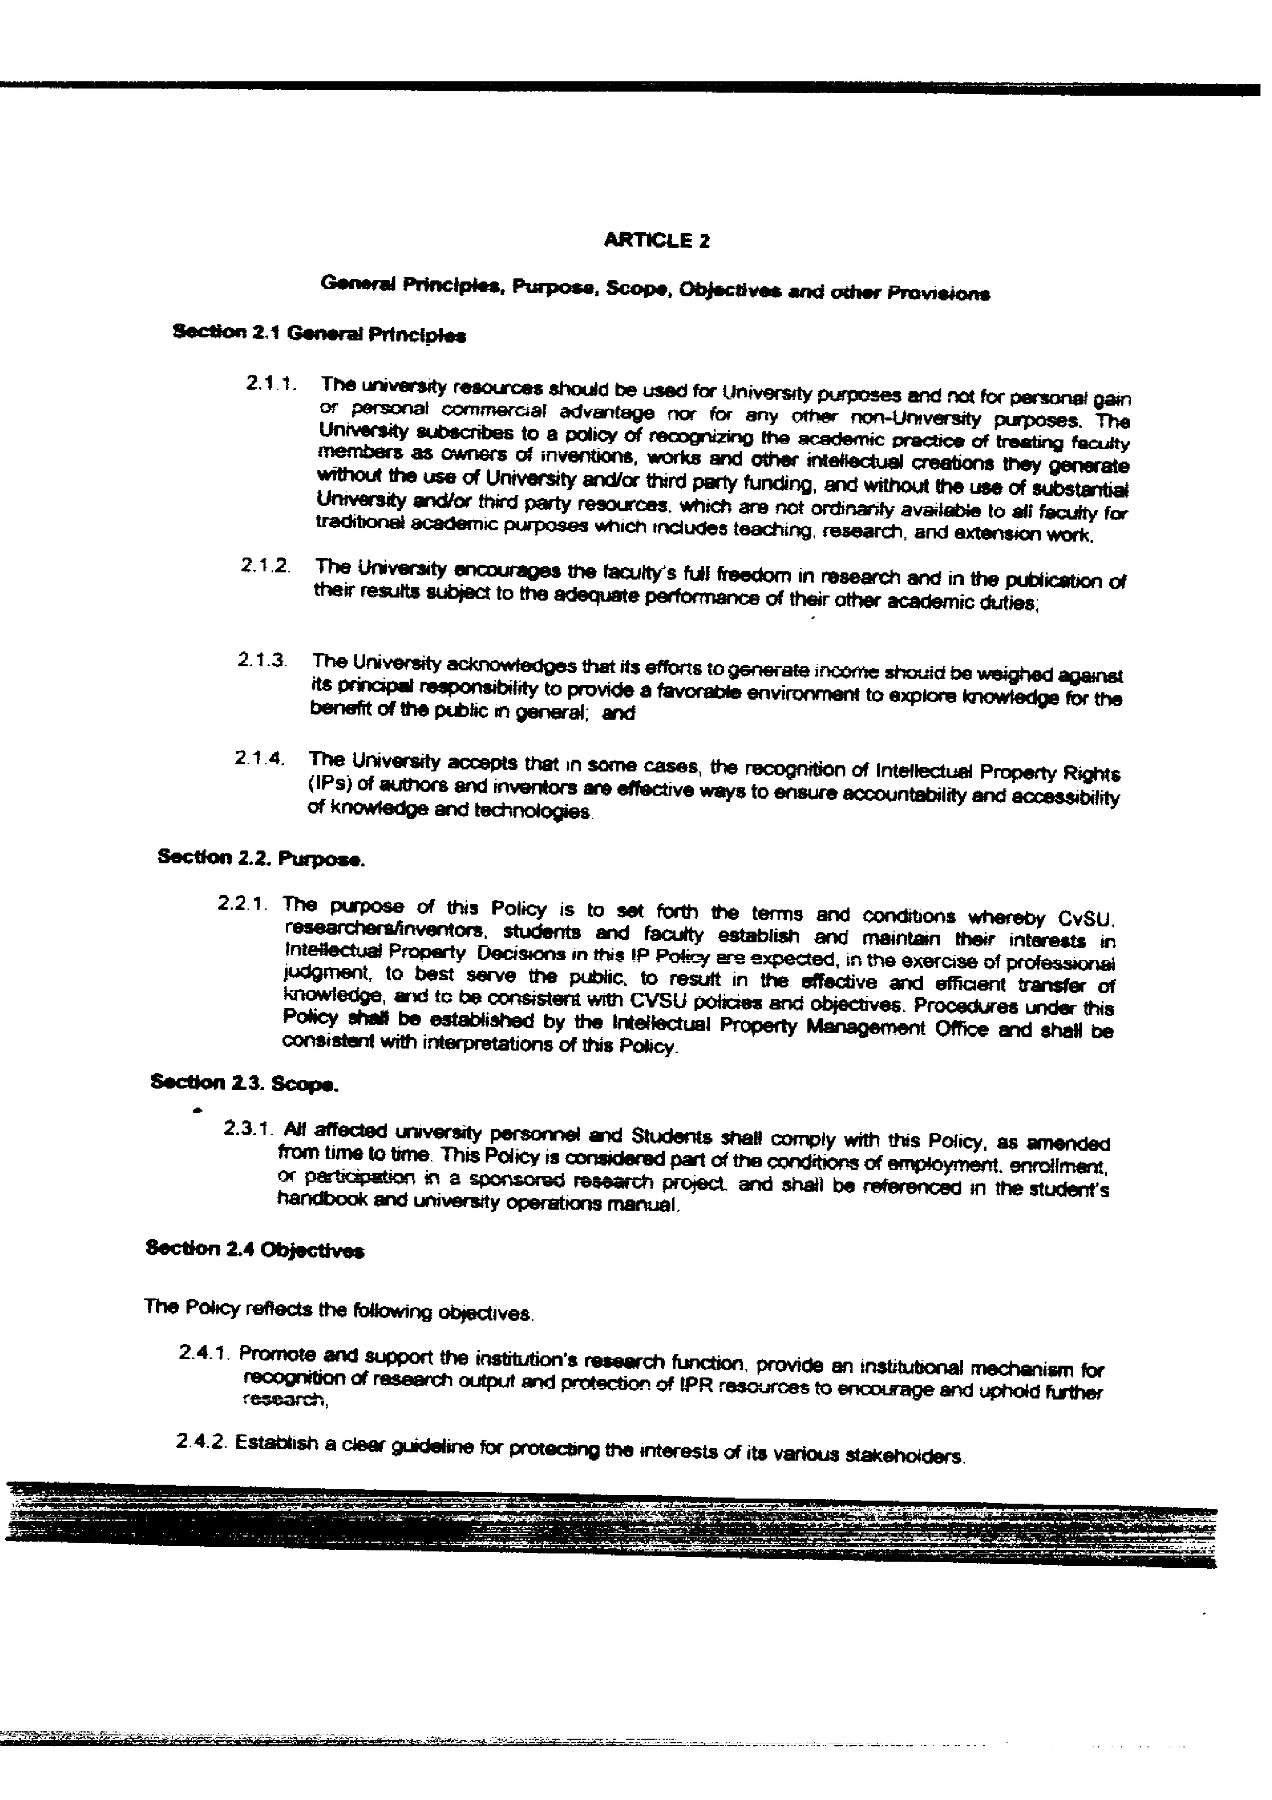 ARTICLE 2
General Principles, Purpose, Scope, Objectives and other Provisions
Section 2.1 General Principles
2.1.1. The university resources should be used for University purposes and not for personal gain
or personal commercial advantage nor for any other non-University purposes. The
University subscribes to a policy of recognizing the academic practice of treating faculty
members as owners of inventions, works and other intellectual creations they generate
without the use of University and/or third party funding, and without the use of substantial
University and/or third party resources, which are not ordinarily available to all faculty for
traditional academic purposes which includes teaching, research, and extension work.
2.1.2. The University encourages the faculty's full freedom in research and in the publication of
their results subject to the adequate performance of their other academic duties;
2.1.3. The University acknowledges that its efforts to generate income should be weighed against
its principal responsibility to provide a favorable environment to explore knowledge for the
benefit of the public in general; and
2.1.4. The University accepts that in some cases, the recognition of Intellectual Property Rights
(IPs) of authors and inventors are effective ways to ensure accountability and accessibility
of knowledge and technologies.
Section 2.2. Purpose.
2.2.1. The purpose of this Policy is to set forth the terms and conditions whereby CvSU,
researchers/inventors, students and faculty establish and maintain their interests in
Intellectual Property Decisions in this IP Policy are expected, in the exercise of professional
judgment, to best serve the public, to result in the effective and efficient transfer of
knowledge, and to be consistent with CVSU policies and objectives. Procedures under this
Policy shall be established by the Intellectual Property Management Office and shall be
consistent with interpretations of this Policy.
Section 2.3. Scope.
2.3.1. All affected university personnel and Students shall comply with this Policy, as amended
from time to time. This Policy is considered part of the conditions of employment, enrollment,
or participation in a sponsored research project, and shall be referenced in the student's
handbook and university operations manual.
Section 2.4 Objectives
The Policy reflects the following objectives.
2.4.1. Promote and support the institution's research function, provide an institutional mechanism for
recognition of research output and protection of IPR resources to encourage and uphold further
research,
2.4.2. Establish a clear guideline for protecting the interests of its various stakeholders.